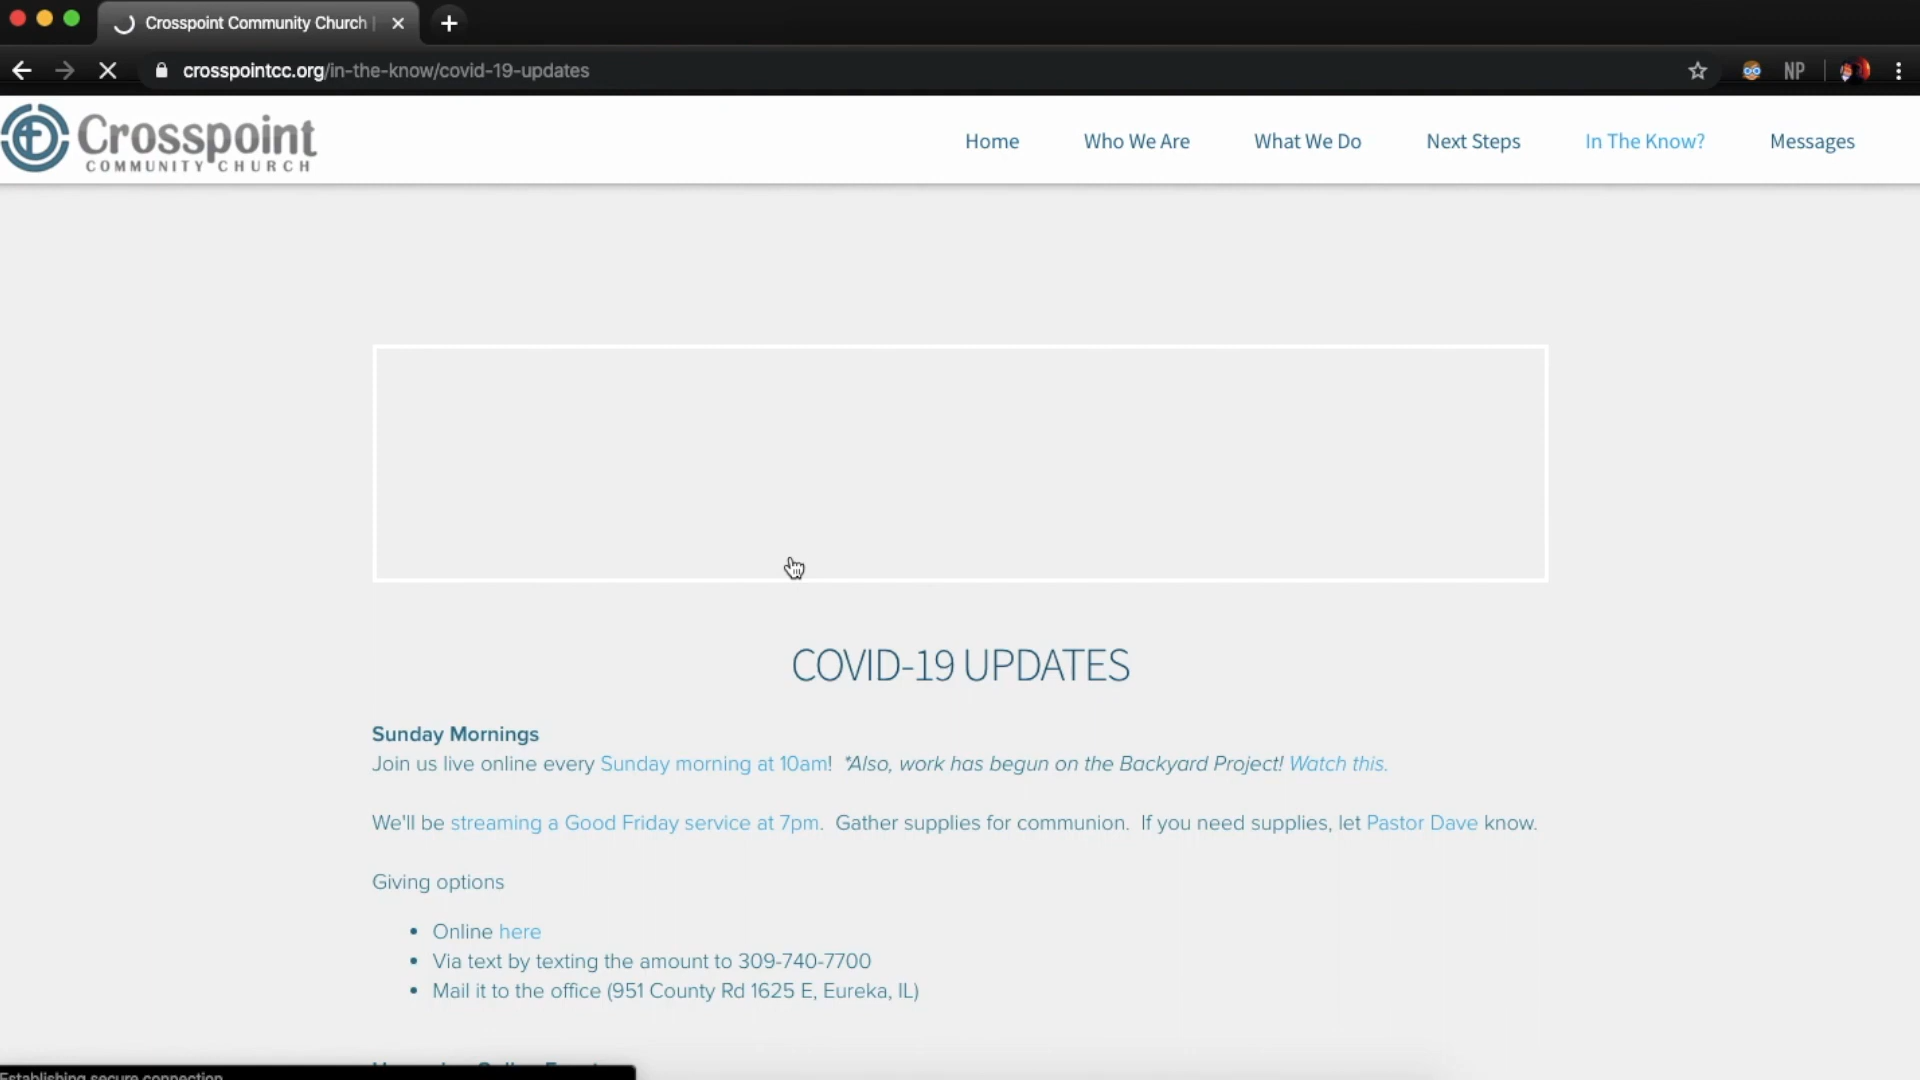 Crosspoint Community Church |
crosspointcc.org/in-the-know/covid-19-updates
NP
Crosspoint
COMMUNITY CHURCH
Home
Who We Are
What We Do
Next Steps
In The Know?
Messages
COVID-19 UPDATES
Sunday Mornings
Join us live online every Sunday morning at 10am! *Also, work has begun on the Backyard Project! Watch this.
We'll be streaming a Good Friday service at 7pm. Gather supplies for communion. If you need supplies, let Pastor Dave know.
Giving options
• Online here
• Via text by texting the amount to 309-740-7700
• Mail it to the office (951 County Rd 1625 E, Eureka, IL)
Establishing secure connection